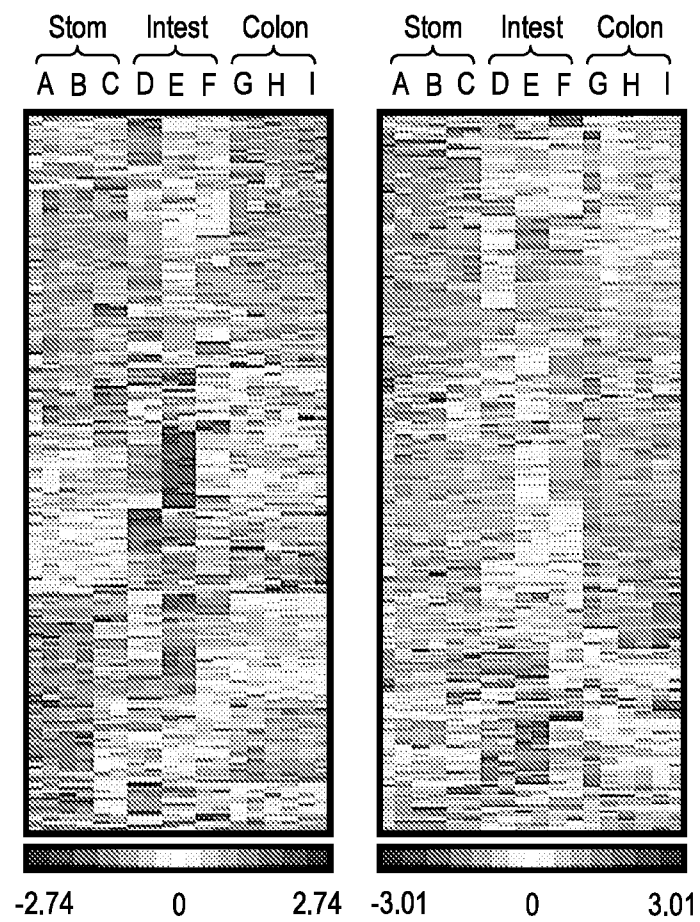 Stom Intest Colon Stom Intest Colon
A B C D E F G H I A B C D E F G H I
-2.74 0 2.74 -3.01 0 3.01